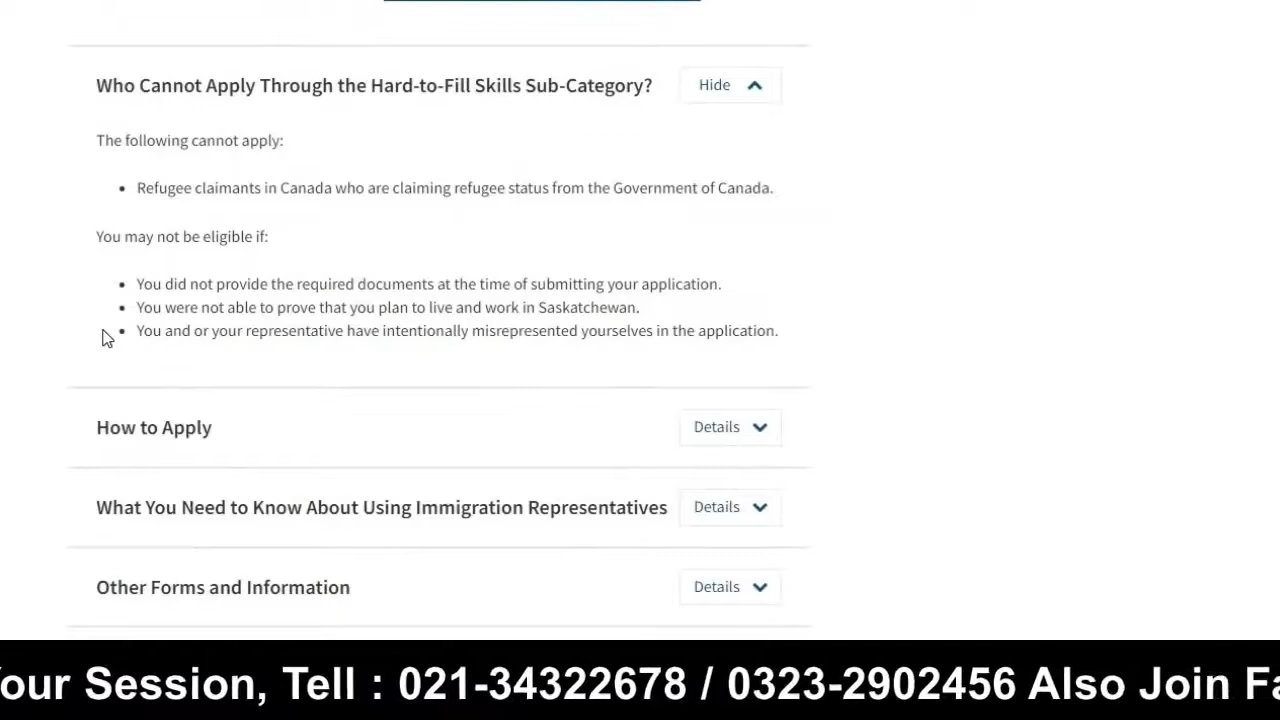 Who Cannot Apply Through the Hard-to-Fill Skills Sub-Category?
Hide
The following cannot apply:
• Refugee claimants in Canada who are claiming refugee status from the Government of Canada.
You may not be eligible if:
• You did not provide the required documents at the time of submitting your application.
• You were not able to prove that you plan to live and work in Saskatchewan.
• You and or your representative have intentionally misrepresented yourselves in the application.
How to Apply
Details
What You Need to Know About Using Immigration Representatives
Details
Other Forms and Information
Details
our Session, Tell : 021-34322678 / 0323-2902456 Also Join Fa